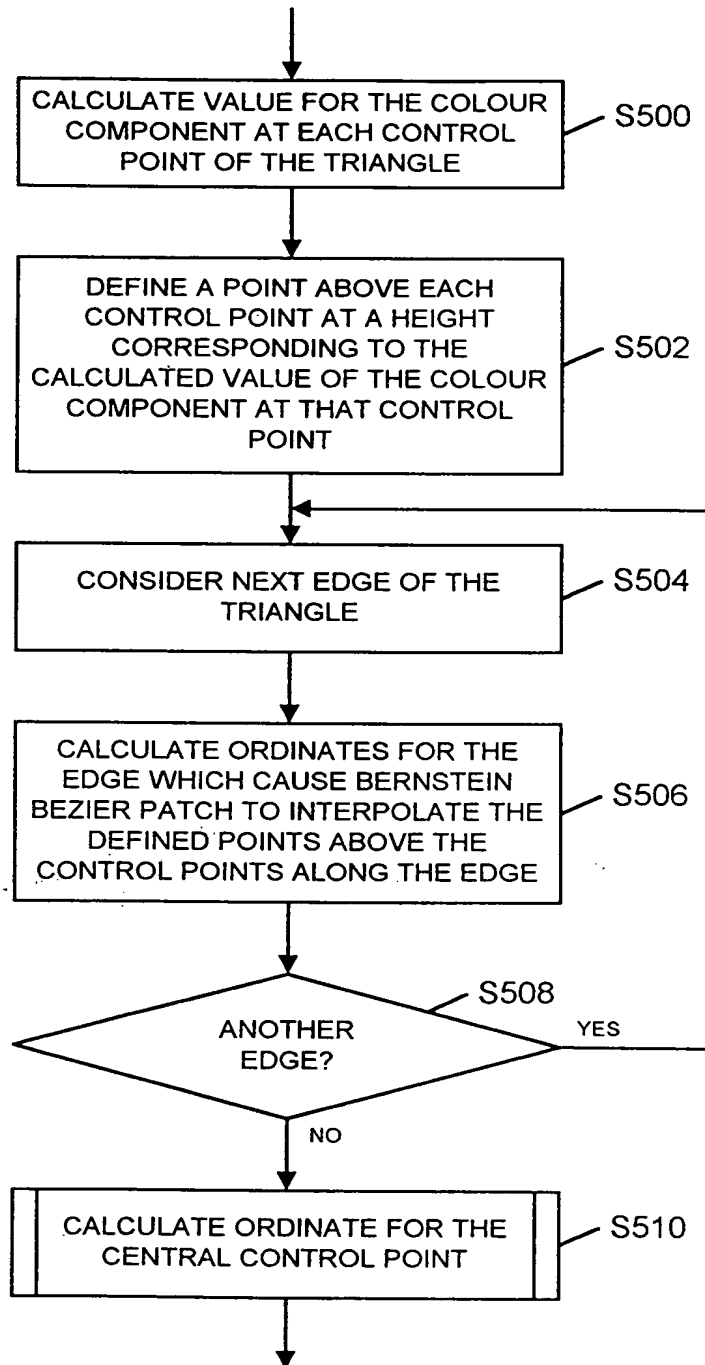 CALCULATE VALUE FOR THE COLOUR
COMPONENT AT EACH CONTROL
POINT OF THE TRIANGLE
S500
DEFINE A POINT ABOVE EACH
CONTROL POINT AT A HEIGHT
CORRESPONDING TO THE
CALCULATED VALUE OF THE COLOUR
COMPONENT AT THAT CONTROL
POINT
S502
CONSIDER NEXT EDGE OF THE
TRIANGLE
S504
CALCULATE ORDINATES FOR THE
EDGE WHICH CAUSE BERNSTEIN
BEZIER PATCH TO INTERPOLATE THE
DEFINED POINTS ABOVE THE
CONTROL POINTS ALONG THE EDGE
S506
ANOTHER
EDGE?
S508
YES
NO
CALCULATE ORDINATE FOR THE
CENTRAL CONTROL POINT
S510